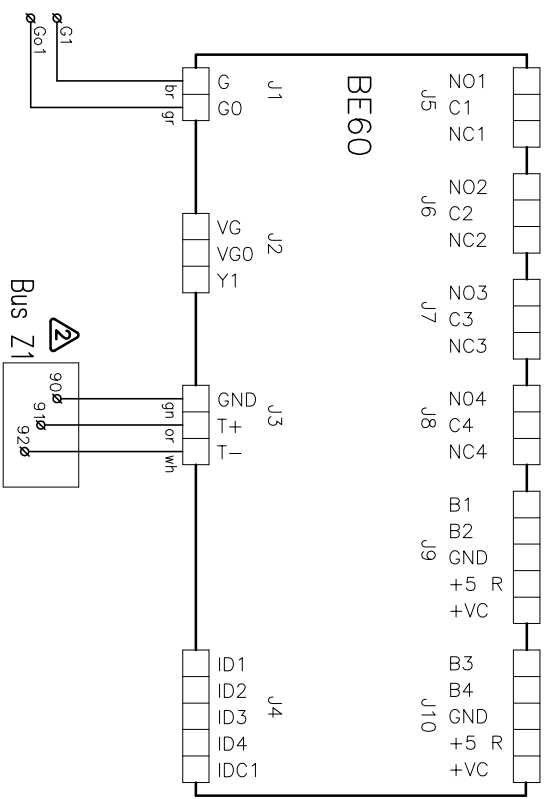 G1
Go1
br
gr
G
G0
J1
BE60
J5
NO1
C1
NC1
J6
NO2
C2
NC2
VG
VG0
Y1
J2
J7
NO3
C3
NC3
2
Bus Z1
90
91
92
gn
or
wh
GND
T+
T-
J3
J8
NO4
C4
NC4
J9
B1
B2
GND
+5 R
+VC
ID1
ID2
ID3
ID4
IDC1
J4
J10
B3
B4
GND
+5 R
+VC